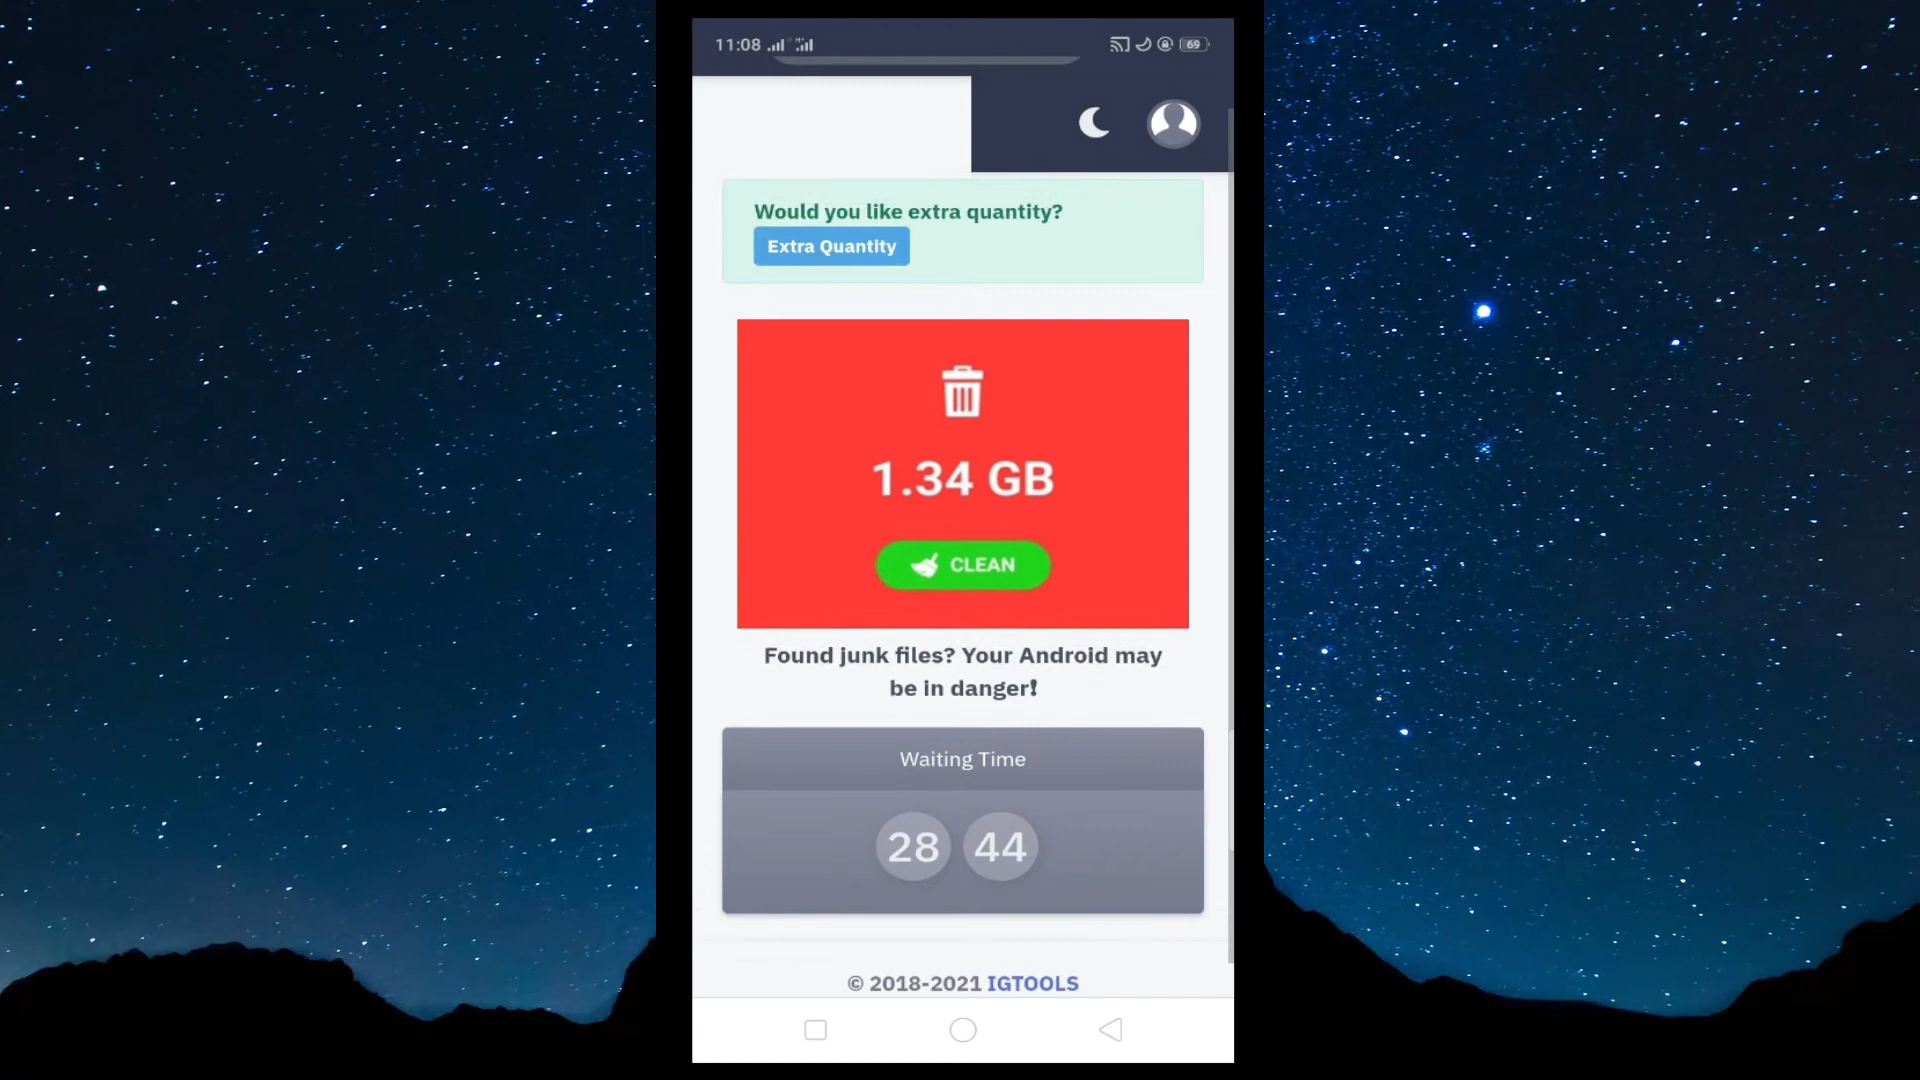 11:08
69
Would you like extra quantity?
Extra Quantity
1.34 GB
CLEAN
Found junk files? Your Android may
be in danger!
Waiting Time
28 44
© 2018-2021 IGTOOLS